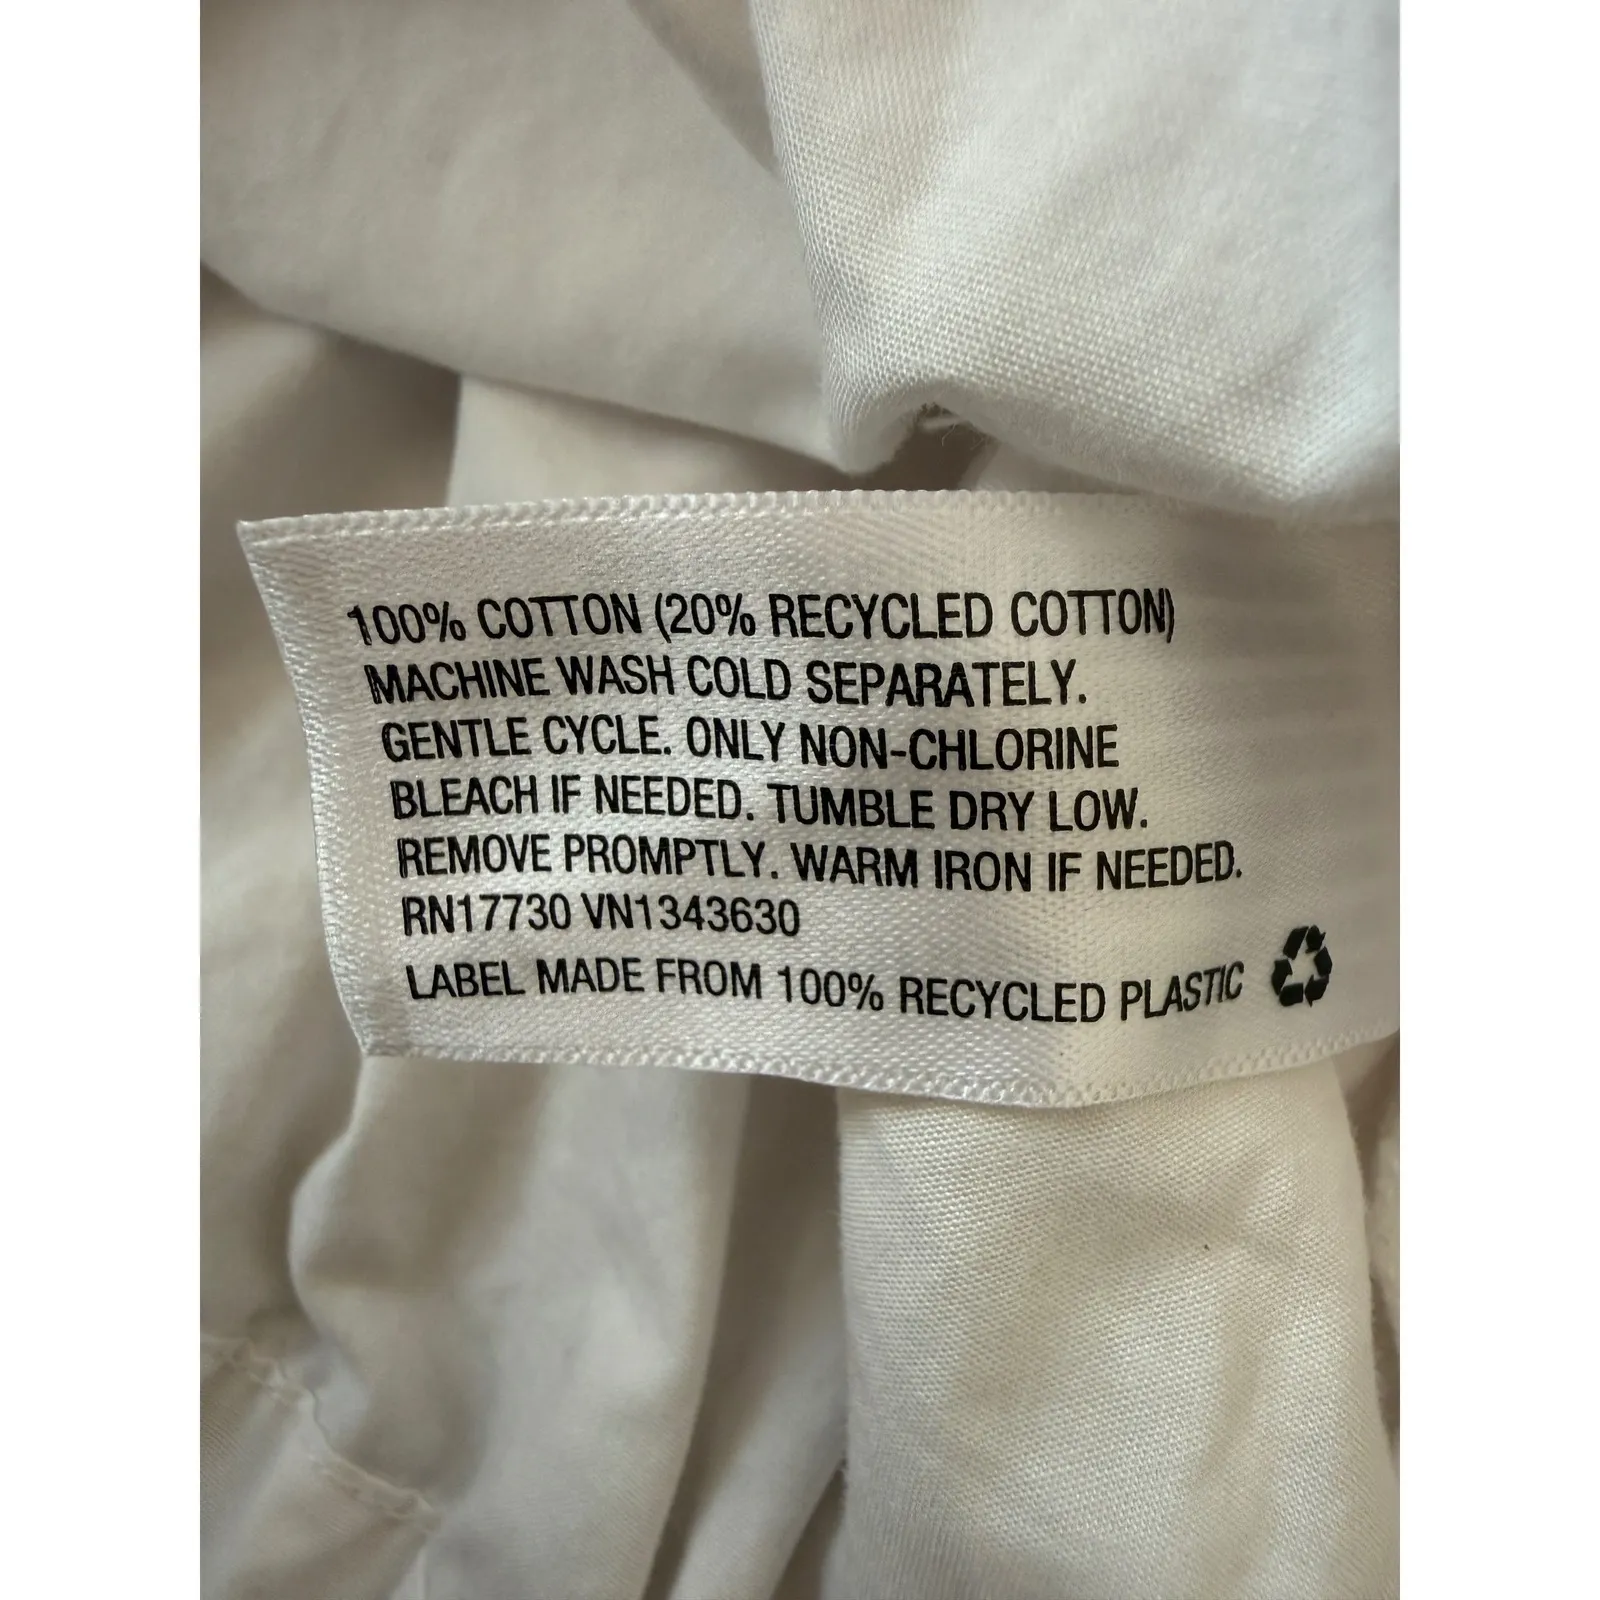 100% COTTON (20% RECYCLED COTTON)
MACHINE WASH COLD SEPARATELY.
GENTLE CYCLE. ONLY NON-CHLORINE
BLEACH IF NEEDED. TUMBLE DRY LOW.
REMOVE PROMPTLY. WARM IRON IF NEEDED.
RN17730 VN1343630
LABEL MADE FROM 100% RECYCLED PLASTIC